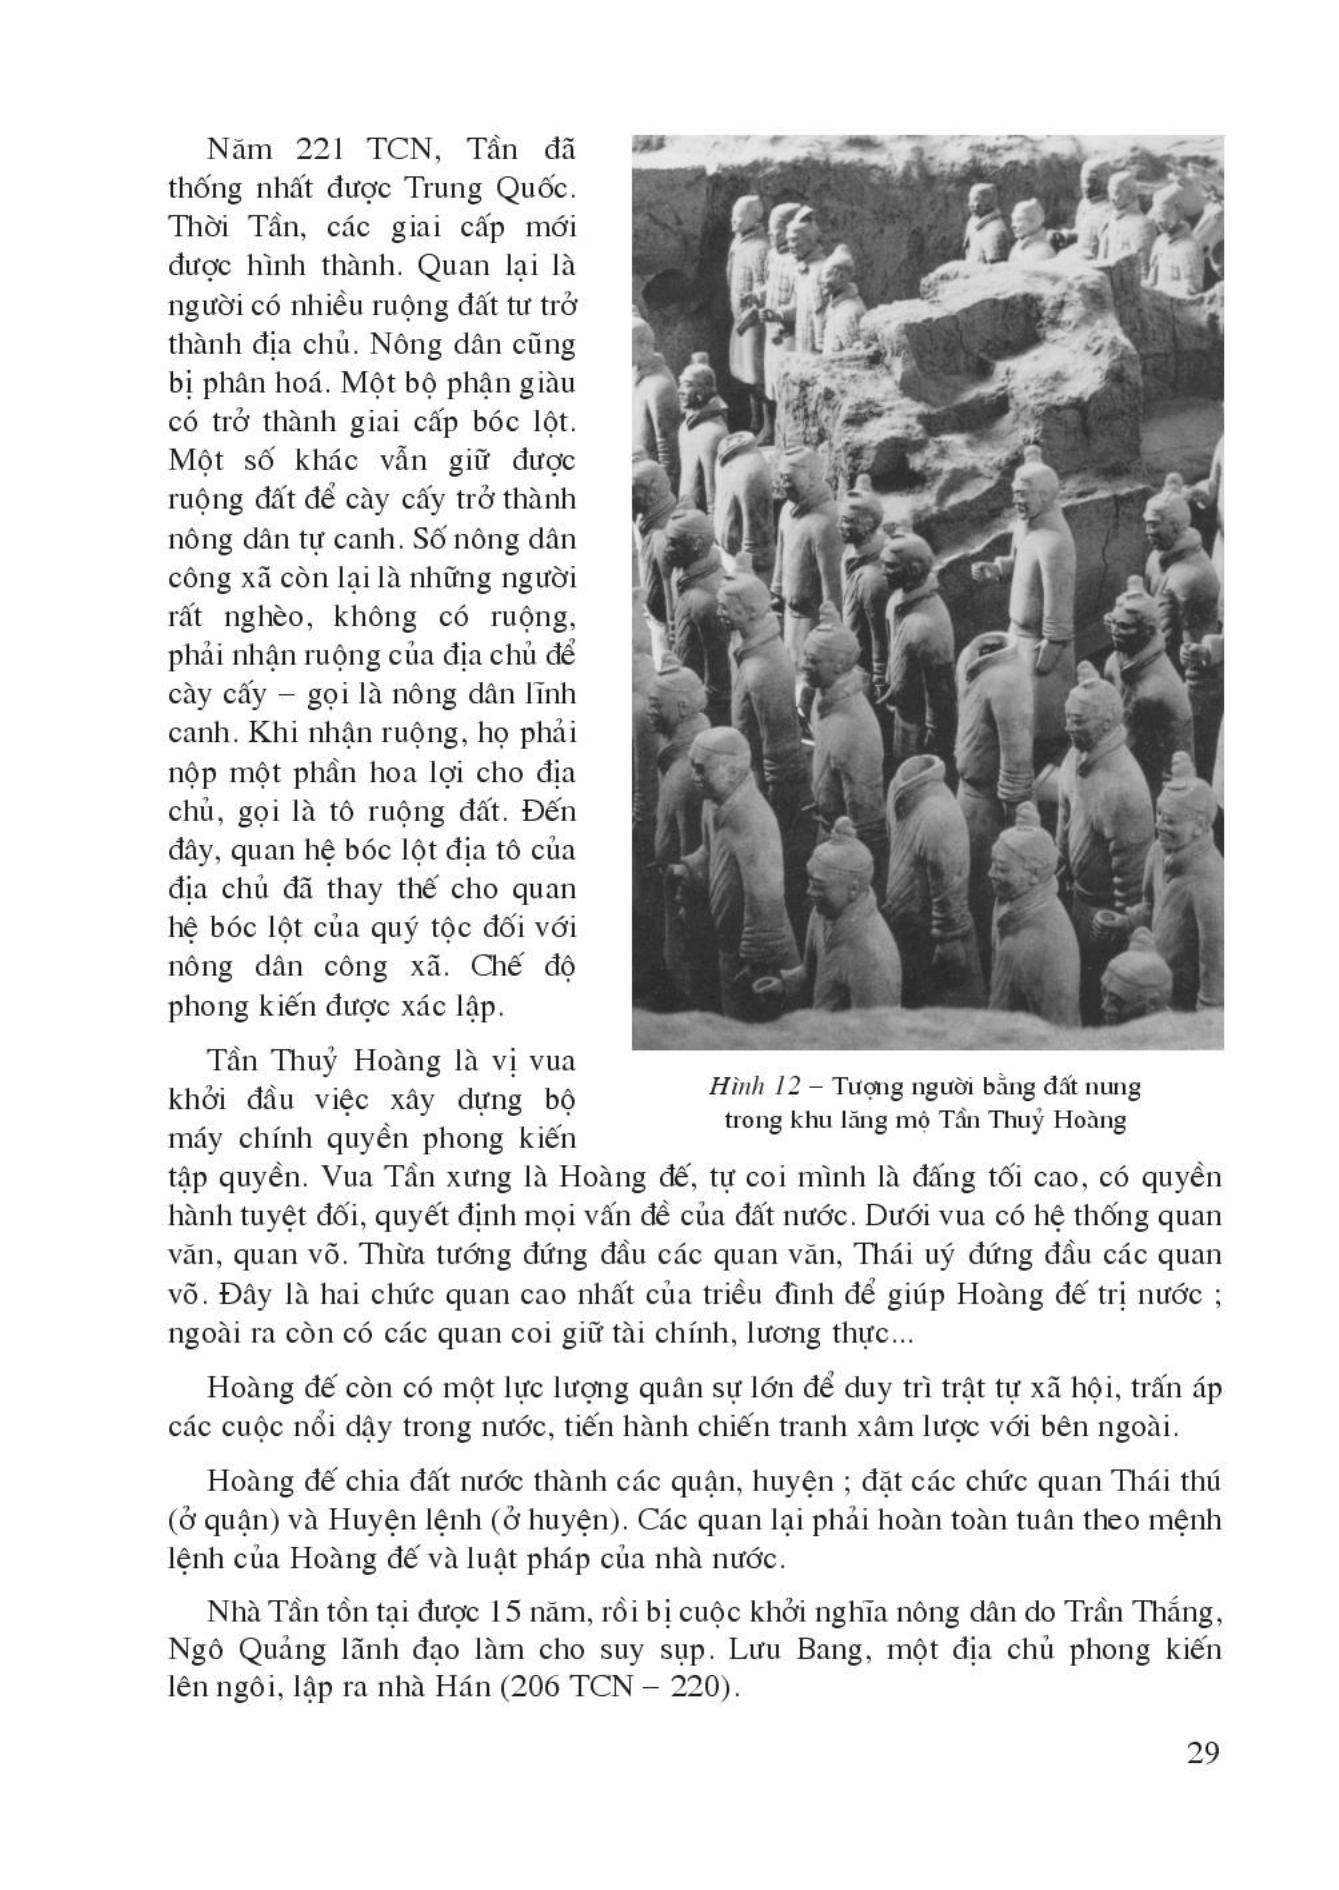 Năm 221 TCN, Tần đã
thống nhất được Trung Quốc.
Thời Tần, các giai cấp mới
được hình thành. Quan lại là
người có nhiều ruộng đất tư trở
thành địa chủ. Nông dân cũng
bị phân hoá. Một bộ phận giàu
có trở thành giai cấp bóc lột.
Một số khác vẫn giữ được
ruộng đất để cày cấy trở thành
nông dân tự canh. Số nông dân
công xã còn lại là những người
rất nghèo, không có ruộng,
phải nhận ruộng của địa chủ để
cày cấy – gọi là nông dân lĩnh
canh. Khi nhận ruộng, họ phải
nộp một phần hoa lợi cho địa
chủ, gọi là tô ruộng đất. Đến
đây, quan hệ bóc lột địa tô của
địa chủ đã thay thế cho quan
hệ bóc lột của quý tộc đối với
nông dân công xã. Chế độ
phong kiến được xác lập.
Tần Thuỷ Hoàng là vị vua
khởi đầu việc xây dựng bộ
máy chính quyền phong kiến
Hình 12 – Tượng người bằng đất nung
trong khu lăng mộ Tần Thuỷ Hoàng
tập quyền. Vua Tần xưng là Hoàng đế, tự coi mình là đấng tối cao, có quyền
hành tuyệt đối, quyết định mọi vấn đề của đất nước. Dưới vua có hệ thống quan
văn, quan võ. Thừa tướng đứng đầu các quan văn, Thái uý đứng đầu các quan
võ. Đây là hai chức quan cao nhất của triều đình để giúp Hoàng đế trị nước ;
ngoài ra còn có các quan coi giữ tài chính, lương thực...
Hoàng đế còn có một lực lượng quân sự lớn để duy trì trật tự xã hội, trấn áp
các cuộc nổi dậy trong nước, tiến hành chiến tranh xâm lược với bên ngoài.
Hoàng đế chia đất nước thành các quận, huyện ; đặt các chức quan Thái thú
(ở quận) và Huyện lệnh (ở huyện). Các quan lại phải hoàn toàn tuân theo mệnh
lệnh của Hoàng đế và luật pháp của nhà nước.
Nhà Tần tồn tại được 15 năm, rồi bị cuộc khởi nghĩa nông dân do Trần Thắng,
Ngô Quảng lãnh đạo làm cho suy sụp. Lưu Bang, một địa chủ phong kiến
lên ngôi, lập ra nhà Hán (206 TCN – 220).
29